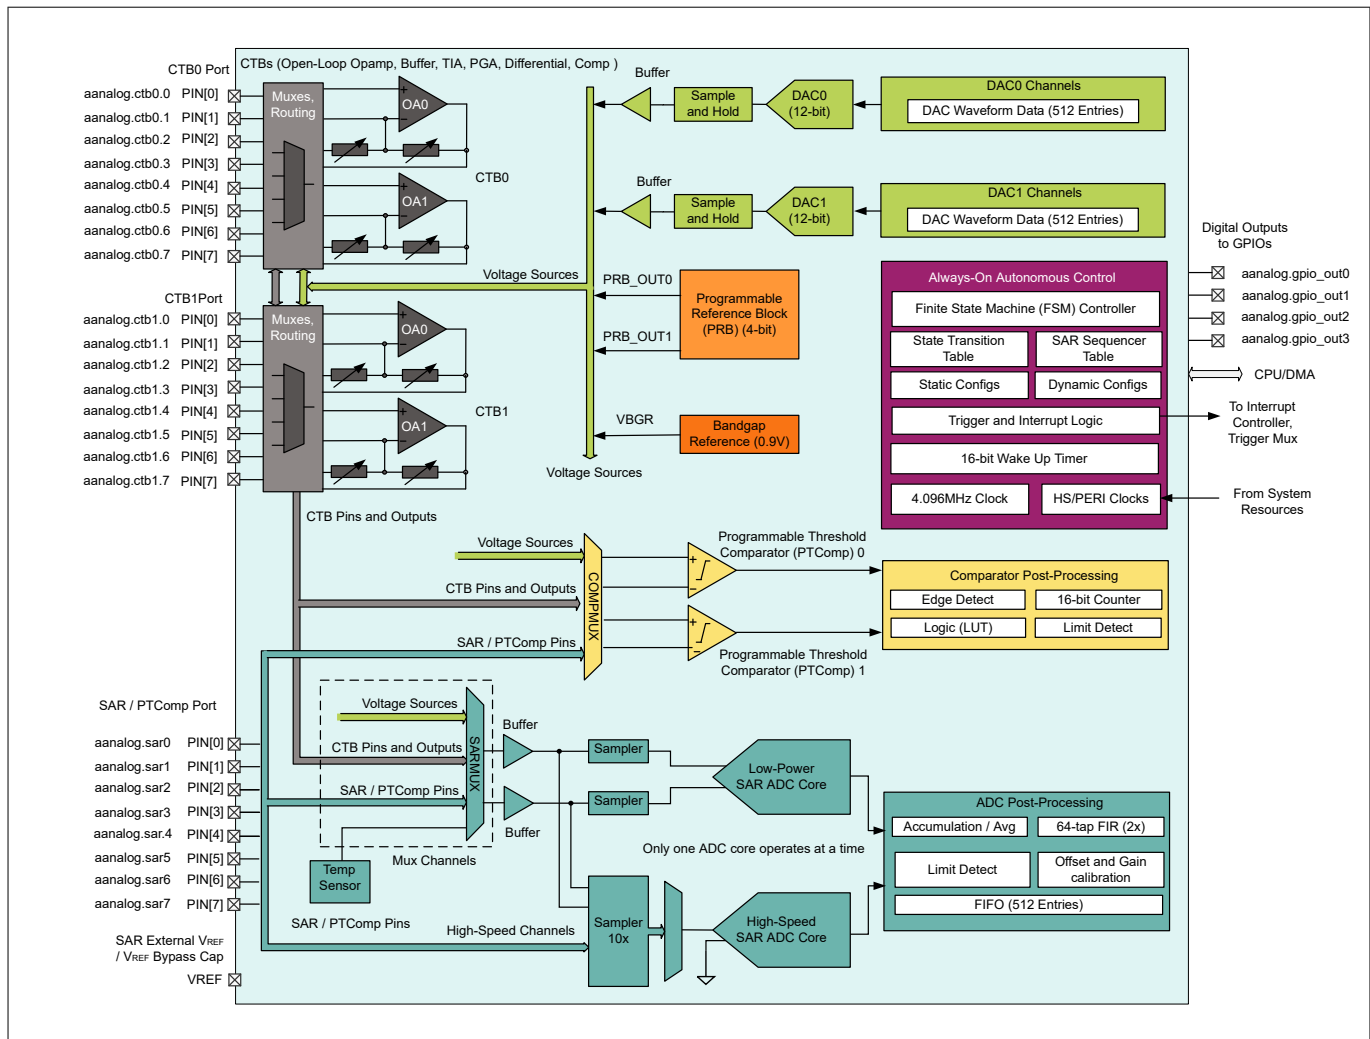 CTBs (Open-Loop Opamp, Buffer, TIA, PGA, Differential, Comp )
CTB0 Port
aanalog.ctb0.0 PIN[0]
aanalog.ctb0.1 PIN[1]
aanalog.ctb0.2 PIN[2]
aanalog.ctb0.3 PIN[3]
aanalog.ctb0.4 PIN[4]
aanalog.ctb0.5 PIN[5]
aanalog.ctb0.6 PIN[6]
aanalog.ctb0.7 PIN[7]
Muxes,
Routing
+
OA0
−
+
OA1
−
CTB0
CTB1Port
aanalog.ctb1.0 PIN[0]
aanalog.ctb1.1 PIN[1]
aanalog.ctb1.2 PIN[2]
aanalog.ctb1.3 PIN[3]
aanalog.ctb1.4 PIN[4]
aanalog.ctb1.5 PIN[5]
aanalog.ctb1.6 PIN[6]
aanalog.ctb1.7 PIN[7]
Muxes,
Routing
+
OA0
−
+
OA1
−
CTB1
CTB Pins and Outputs
Buffer
Sample
and Hold
DAC0
(12-bit)
DAC0 Channels
DAC Waveform Data (512 Entries)
Buffer
Sample
and Hold
DAC1
(12-bit)
DAC1 Channels
DAC Waveform Data (512 Entries)
Voltage Sources
PRB_OUT0
PRB_OUT1
Programmable
Reference Block
(PRB) (4-bit)
VBGR
Bandgap
Reference (0.9V)
Voltage Sources
Always-On Autonomous Control
Finite State Machine (FSM) Controller
State Transition
Table
SAR Sequencer
Table
Static Configs
Dynamic Configs
Trigger and Interrupt Logic
16-bit Wake Up Timer
4.096MHz Clock
HS/PERI Clocks
Digital Outputs
to GPIOs
aanalog.gpio_out0
aanalog.gpio_out1
aanalog.gpio_out2
aanalog.gpio_out3
CPU/DMA
To Interrupt
Controller,
Trigger Mux
From System
Resources
Voltage Sources
CTB Pins and Outputs
SAR / PTComp Pins
COMPMUX
+
−
+
−
Programmable Threshold
Comparator (PTComp) 0
Programmable Threshold
Comparator (PTComp) 1
Comparator Post-Processing
Edge Detect
16-bit Counter
Logic (LUT)
Limit Detect
SAR / PTComp Port
aanalog.sar0 PIN[0]
aanalog.sar1 PIN[1]
aanalog.sar2 PIN[2]
aanalog.sar3 PIN[3]
aanalog.sar.4 PIN[4]
aanalog.sar5 PIN[5]
aanalog.sar6 PIN[6]
aanalog.sar7 PIN[7]
SAR External VREF
/ VREF Bypass Cap
VREF
Voltage Sources
CTB Pins and Outputs
SAR / PTComp Pins
SARMUX
Mux Channels
Temp
Sensor
SAR / PTComp Pins
High-Speed Channels
Buffer
Buffer
Sampler
Sampler
Low-Power
SAR ADC Core
Only one ADC core operates at a time
Sampler
10x
High-Speed
SAR ADC Core
ADC Post-Processing
Accumulation / Avg
64-tap FIR (2x)
Limit Detect
Offset and Gain
calibration
FIFO (512 Entries)